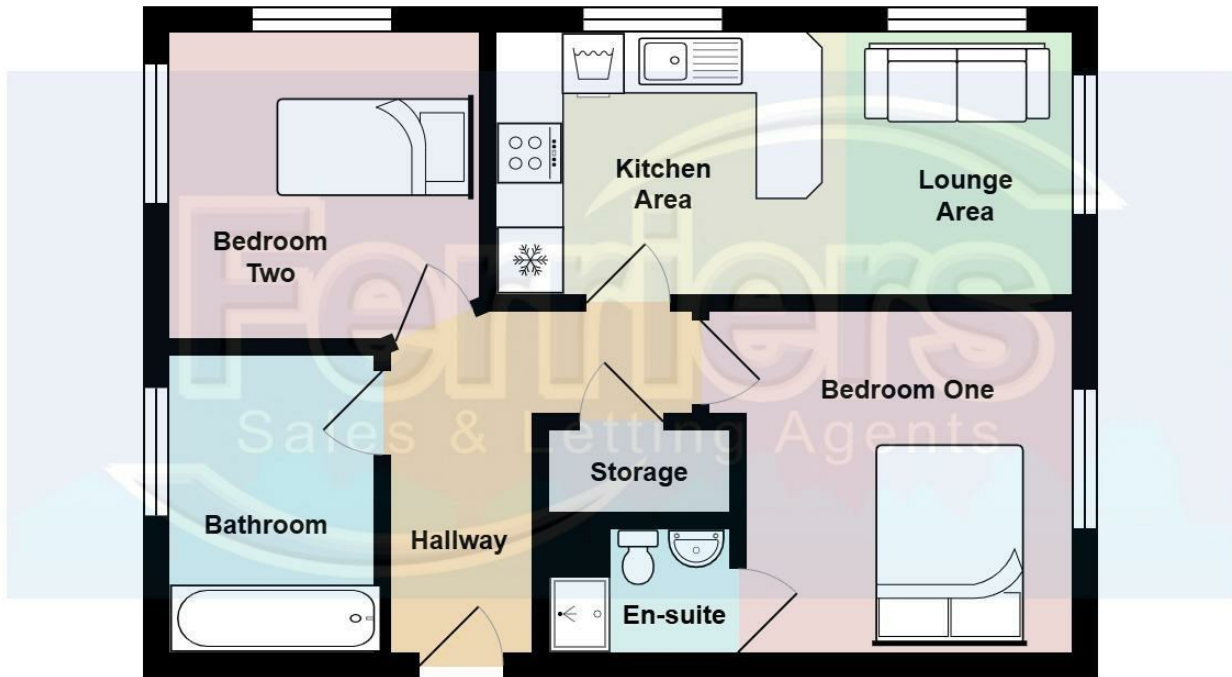 Kitchen
Area
Lounge
Area
Bedroom
Two
Ferriers
Bedroom One
Sales & Letting Agents
Storage
Bathroom
Hallway
En-suite